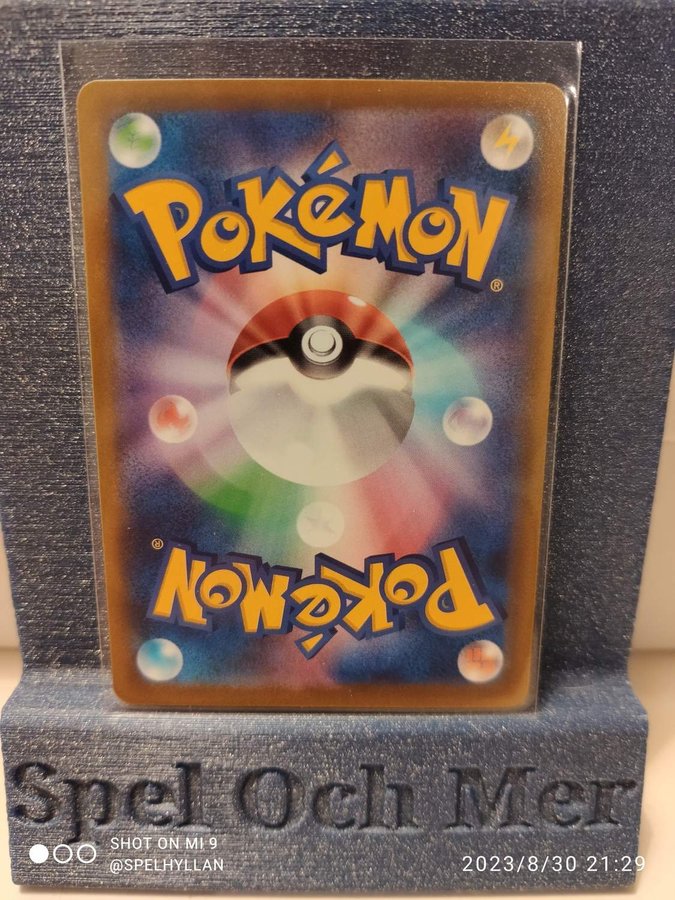 POKéMON
®
®
POKéMON
Spel Och Mer
SHOT ON MI 9
@SPELHYLLAN
2023/8/30 21:29